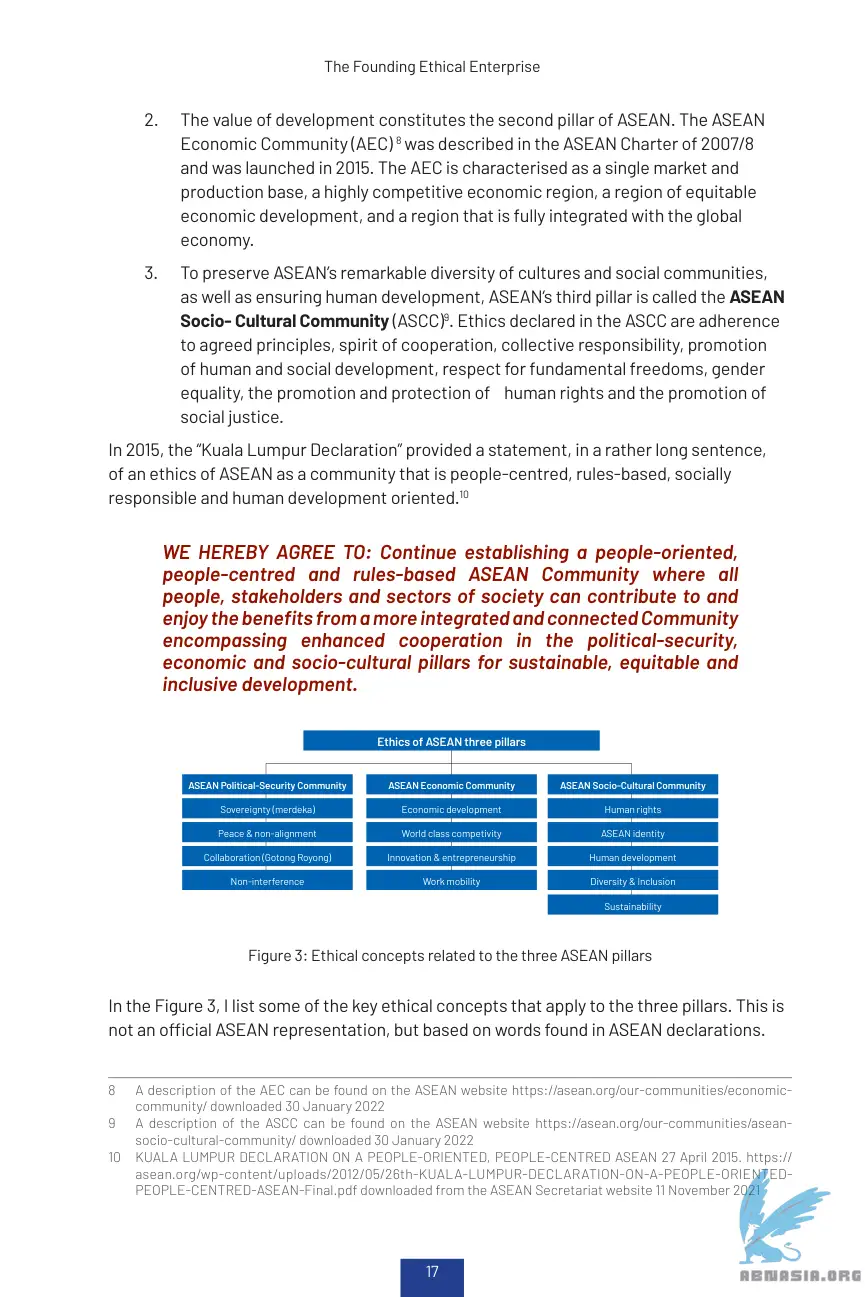 The Founding Ethical Enterprise
2. The value of development constitutes the second pillar of ASEAN. The ASEAN
Economic Community (AEC) 8 was described in the ASEAN Charter of 2007/8
and was launched in 2015. The AEC is characterised as a single market and
production base, a highly competitive economic region, a region of equitable
economic development, and a region that is fully integrated with the global
economy.
3. To preserve ASEAN’s remarkable diversity of cultures and social communities,
as well as ensuring human development, ASEAN’s third pillar is called the ASEAN
Socio- Cultural Community (ASCC)9. Ethics declared in the ASCC are adherence
to agreed principles, spirit of cooperation, collective responsibility, promotion
of human and social development, respect for fundamental freedoms, gender
equality, the promotion and protection of human rights and the promotion of
social justice.
In 2015, the “Kuala Lumpur Declaration” provided a statement, in a rather long sentence,
of an ethics of ASEAN as a community that is people-centred, rules-based, socially
responsible and human development oriented.10
WE HEREBY AGREE TO: Continue establishing a people-oriented,
people-centred and rules-based ASEAN Community where all
people, stakeholders and sectors of society can contribute to and
enjoy the benefits from a more integrated and connected Community
encompassing enhanced cooperation in the political-security,
economic and socio-cultural pillars for sustainable, equitable and
inclusive development.
Ethics of ASEAN three pillars
ASEAN Political-Security Community
Sovereignty (merdeka)
Peace & non-alignment
Collaboration (Gotong Royong)
Non-interference
ASEAN Economic Community
Economic development
World class competivity
Innovation & entrepreneurship
Work mobility
ASEAN Socio-Cultural Community
Human rights
ASEAN identity
Human development
Diversity & Inclusion
Sustainability
Figure 3: Ethical concepts related to the three ASEAN pillars
In the Figure 3, I list some of the key ethical concepts that apply to the three pillars. This is
not an official ASEAN representation, but based on words found in ASEAN declarations.
8 A description of the AEC can be found on the ASEAN website https://asean.org/our-communities/economic-
community/ downloaded 30 January 2022
9 A description of the ASCC can be found on the ASEAN website https://asean.org/our-communities/asean-
socio-cultural-community/ downloaded 30 January 2022
10 KUALA LUMPUR DECLARATION ON A PEOPLE-ORIENTED, PEOPLE-CENTRED ASEAN 27 April 2015. https://
asean.org/wp-content/uploads/2012/05/26th-KUALA-LUMPUR-DECLARATION-ON-A-PEOPLE-ORIENTED-
PEOPLE-CENTRED-ASEAN-Final.pdf downloaded from the ASEAN Secretariat website 11 November 2021
17
ABNASIA.ORG